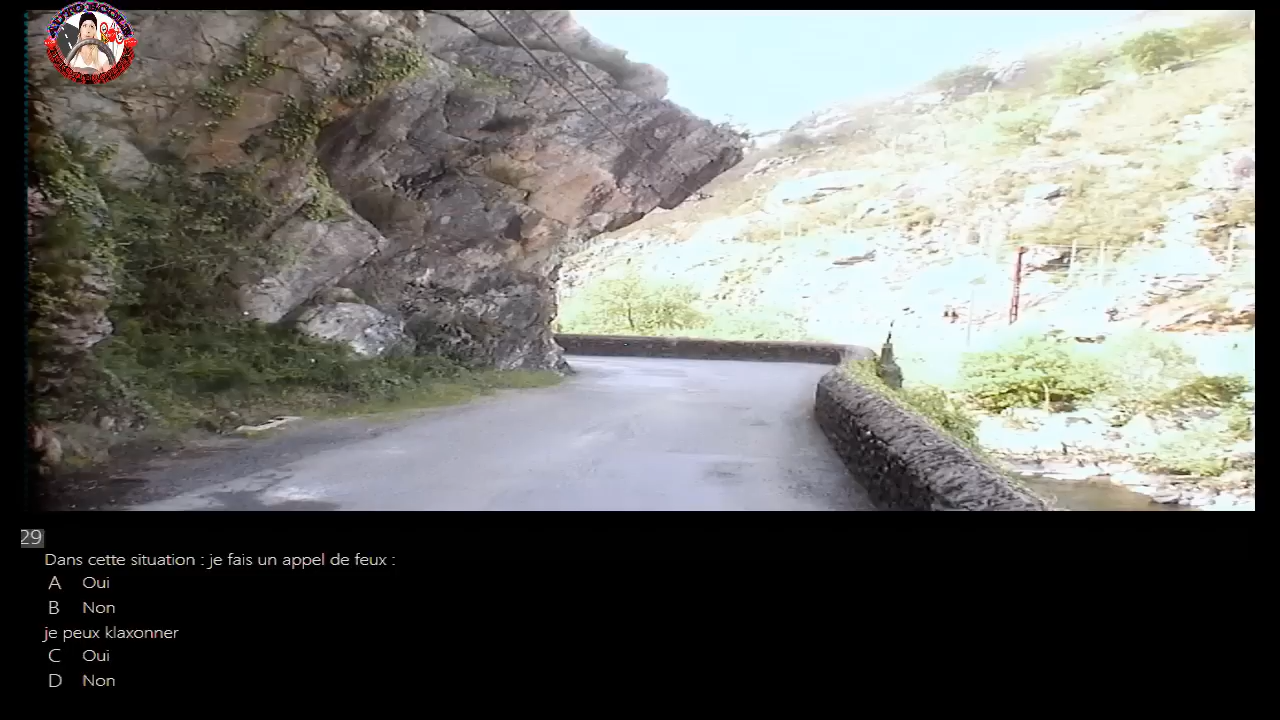 29
Dans cette situation : je fais un appel de feux :
A Oui
B Non
je peux klaxonner
C Oui
D Non